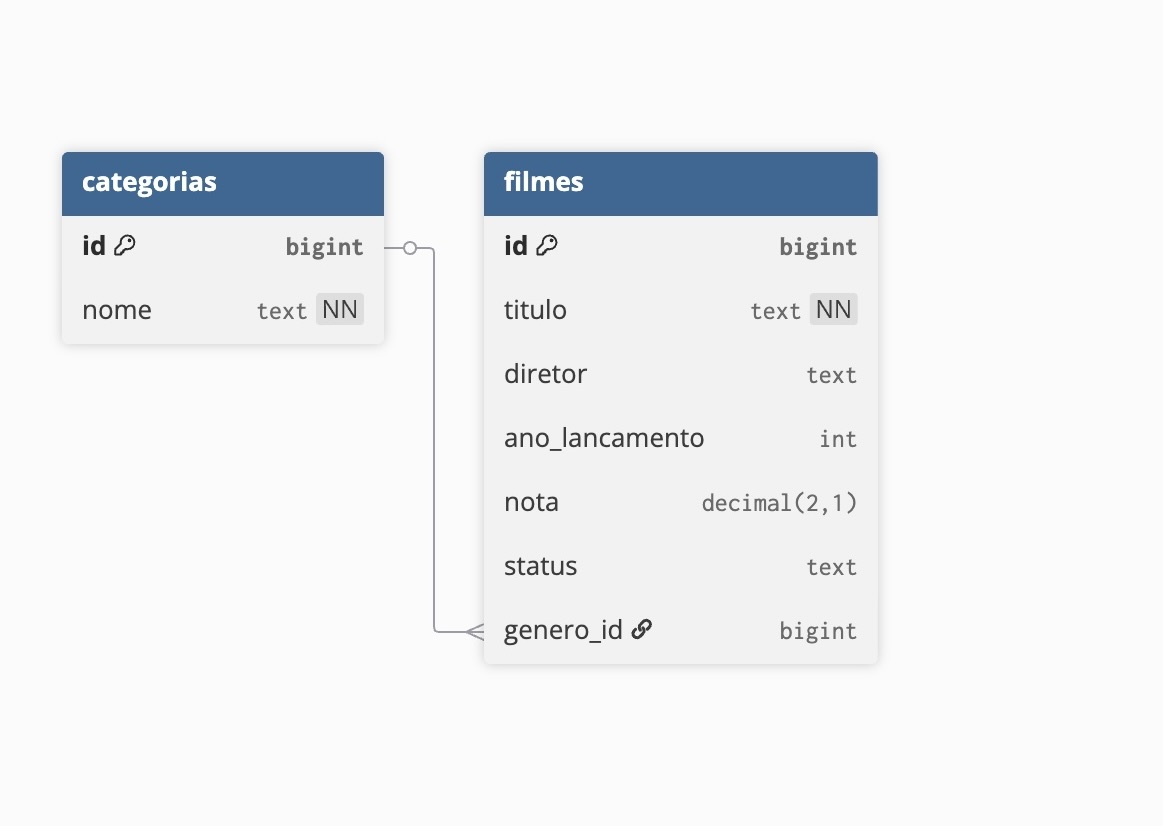 categorias
id bigint
nome text NN
filmes
id bigint
titulo text NN
diretor text
ano_lancamento int
nota decimal(2,1)
status text
genero_id bigint